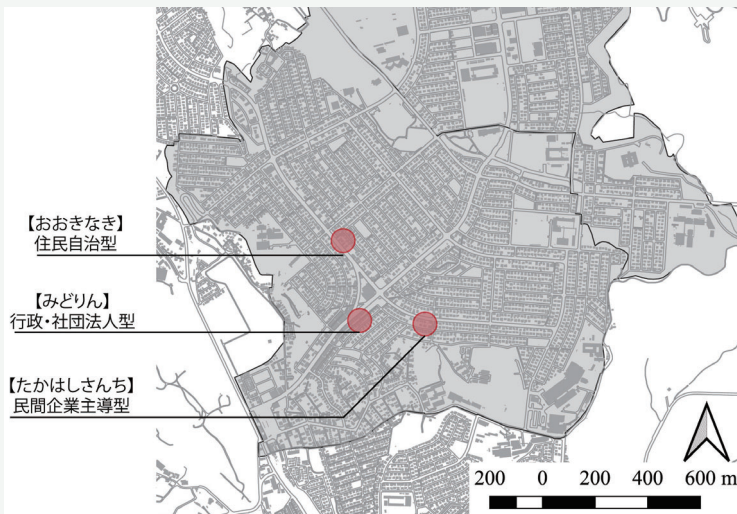 【おおきなき】
住民自治型
【みどりん】
行政・社団法人型
【たかはしさんち】
民間企業主導型
200 0 200 400 600 m